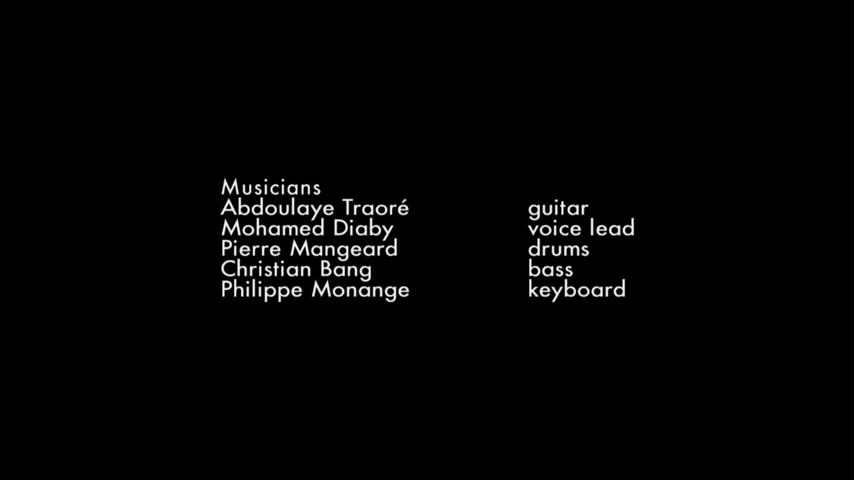 Musicians
Abdoulaye Traoré guitar
Mohamed Diaby voice lead
Pierre Mangeard drums
Christian Bang bass
Philippe Monange keyboard